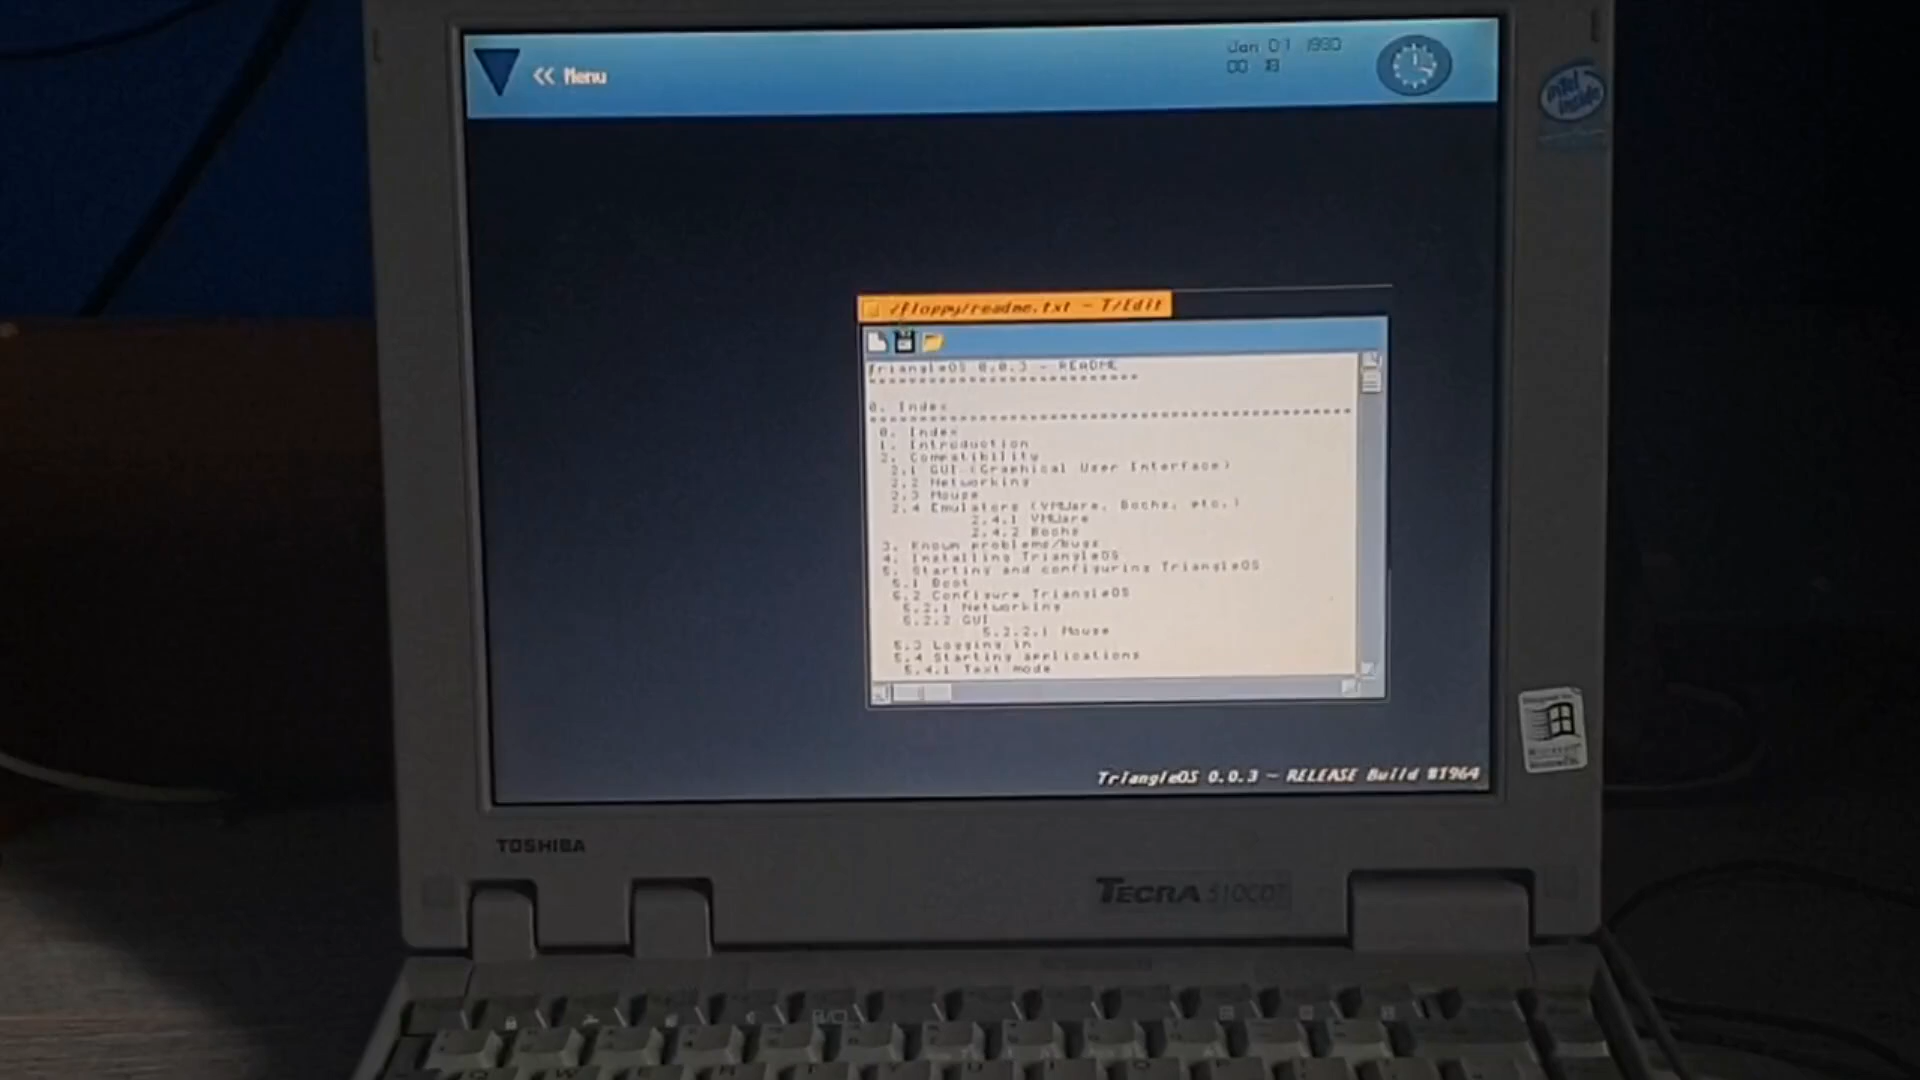 << Menu
Jan 01 1980
00 18
intel inside
/floppy/readme.txt - T/Edit
TriangleOS 0.0.3 - README
0. Index
0. Index
1. Introduction
2. Compatibility
2.1 GUI (Graphical User Interface)
2.2 Networking
2.3 Mouse
2.4 Emulators (VMWare, Bochs, etc.)
2.4.1 VMWare
2.4.2 Bochs
3. Known problems/bugs
4. Installing TriangleOS
5. Starting and configuring TriangleOS
5.1 Boot
5.2 Configure TriangleOS
5.2.1 Networking
5.2.2 GUI
5.2.2.1 Mouse
5.3 Logging in
5.4 Starting applications
5.4.1 Text mode
TriangleOS 0.0.3 - RELEASE Build #1964
TOSHIBA
TECRA 510CDT